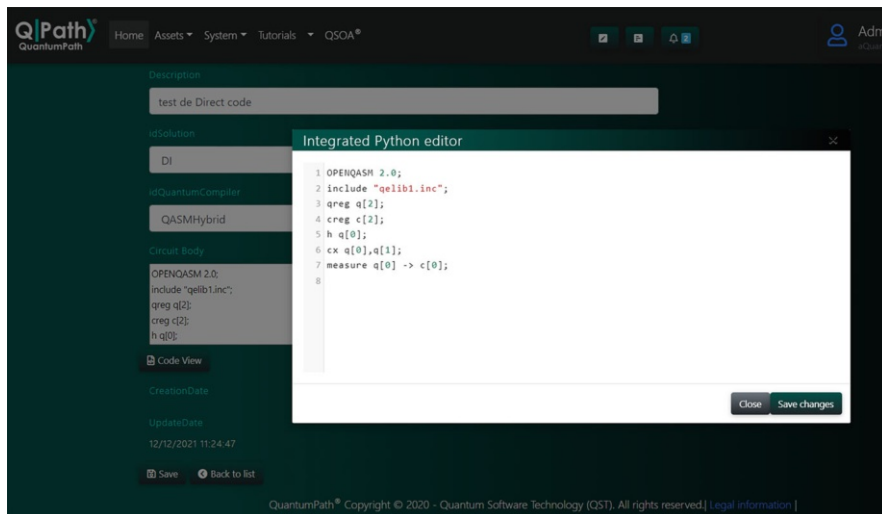 Q|Path⟩®
QuantumPath
Home Assets System Tutorials QSOA®
2
Adm
Description
test de Direct code
idSolution
DI
idQuantumCompiler
QASMHybrid
Circuit Body
OPENQASM 2.0;
include "qelib1.inc";
qreg q[2];
creg c[2];
h q[0];
Code View
CreationDate
UpdateDate
12/12/2021 11:24:47
Save Back to list
Integrated Python editor
1 OPENQASM 2.0;
2 include "qelib1.inc";
3 qreg q[2];
4 creg c[2];
5 h q[0];
6 cx q[0],q[1];
7 measure q[0] -> c[0];
8
Close Save changes
QuantumPath® Copyright © 2020 - Quantum Software Technology (QST). All rights reserved.| Legal information |